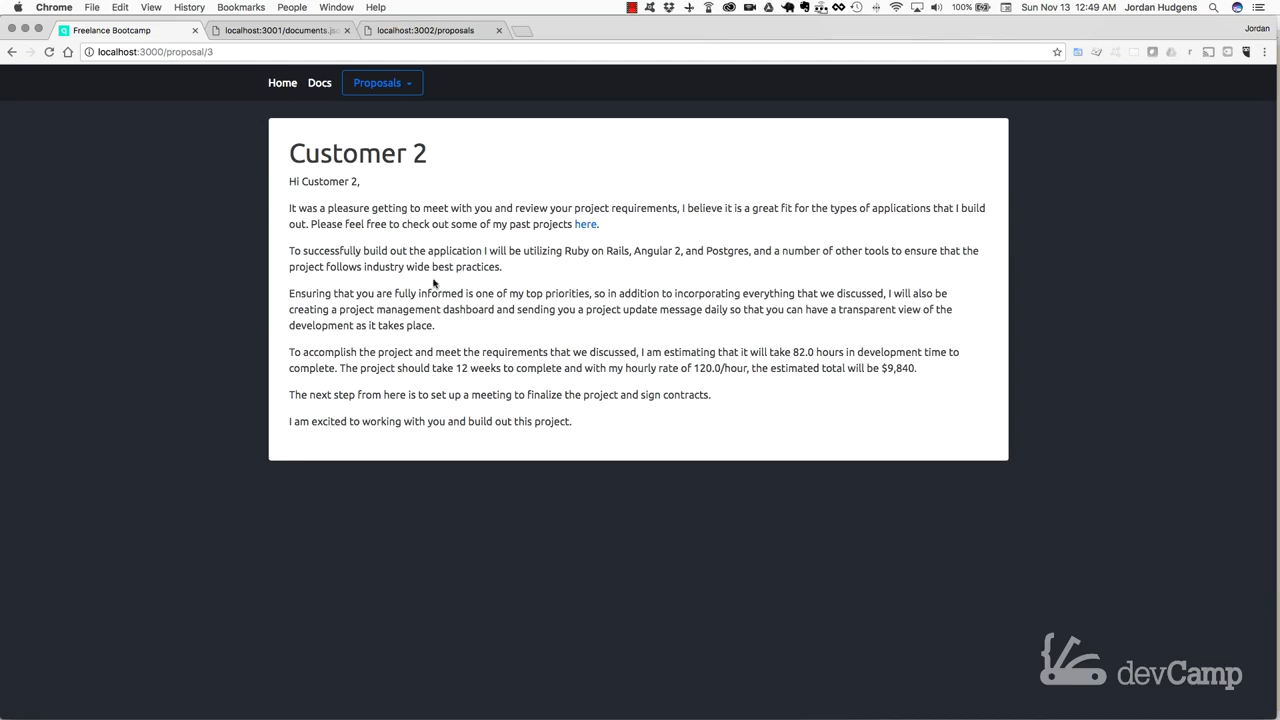 Chrome File Edit View History Bookmarks People Window Help 100% Sun Nov 13 12:49 AM Jordan Hudgens
Freelance Bootcamp localhost:3001/documents.jso localhost:3002/proposals Jordan
localhost:3000/proposal/3
Home Docs Proposals
Customer 2
Hi Customer 2,
It was a pleasure getting to meet with you and review your project requirements, I believe it is a great fit for the types of applications that I build
out. Please feel free to check out some of my past projects here.
To successfully build out the application I will be utilizing Ruby on Rails, Angular 2, and Postgres, and a number of other tools to ensure that the
project follows industry wide best practices.
Ensuring that you are fully informed is one of my top priorities, so in addition to incorporating everything that we discussed, I will also be
creating a project management dashboard and sending you a project update message daily so that you can have a transparent view of the
development as it takes place.
To accomplish the project and meet the requirements that we discussed, I am estimating that it will take 82.0 hours in development time to
complete. The project should take 12 weeks to complete and with my hourly rate of 120.0/hour, the estimated total will be $9,840.
The next step from here is to set up a meeting to finalize the project and sign contracts.
I am excited to working with you and build out this project.
devCamp